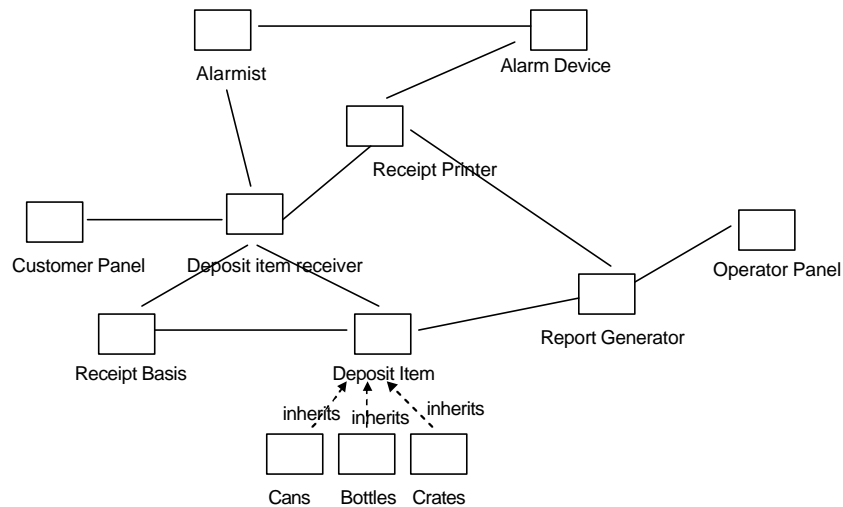 Alarmist
Alarm Device
Receipt Printer
Customer Panel
Deposit item receiver
Operator Panel
Report Generator
Receipt Basis
Deposit Item
inherits
inherits
inherits
Cans
Bottles
Crates